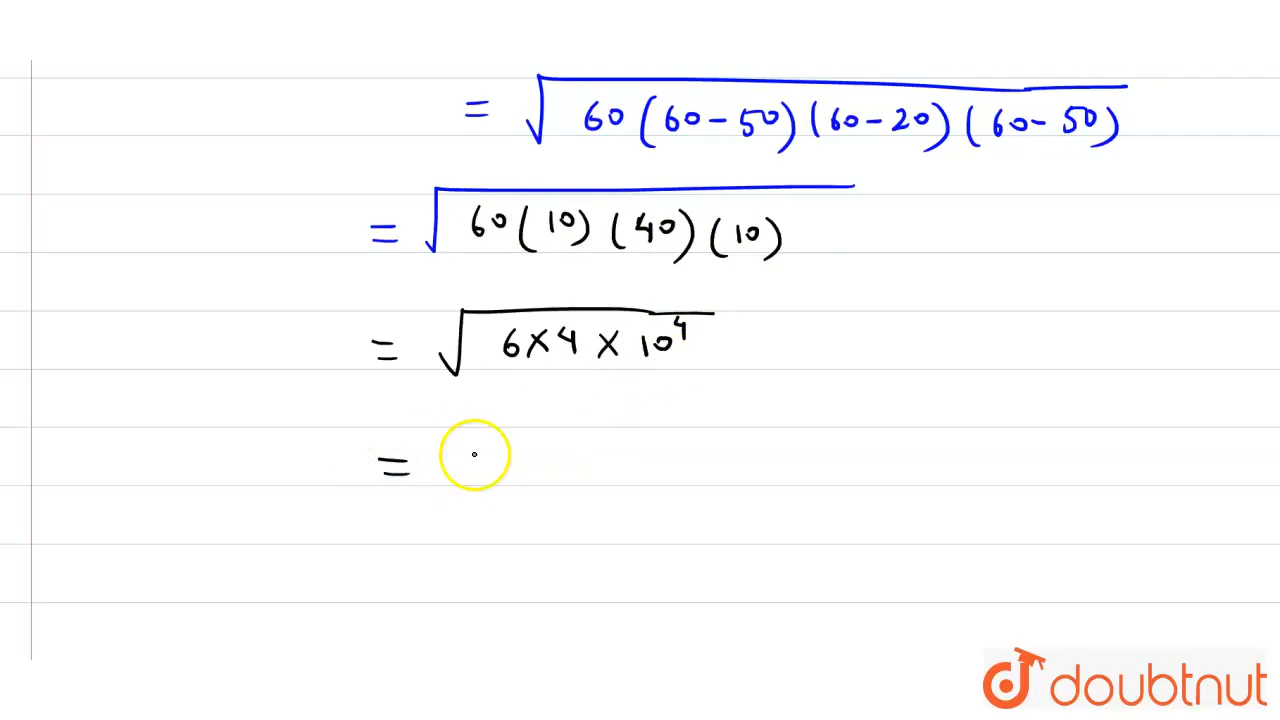 = √60(60-50)(60-20)(60-50)
= √60(10)(40)(10)
= √6×4×10⁴
=
doubtnut